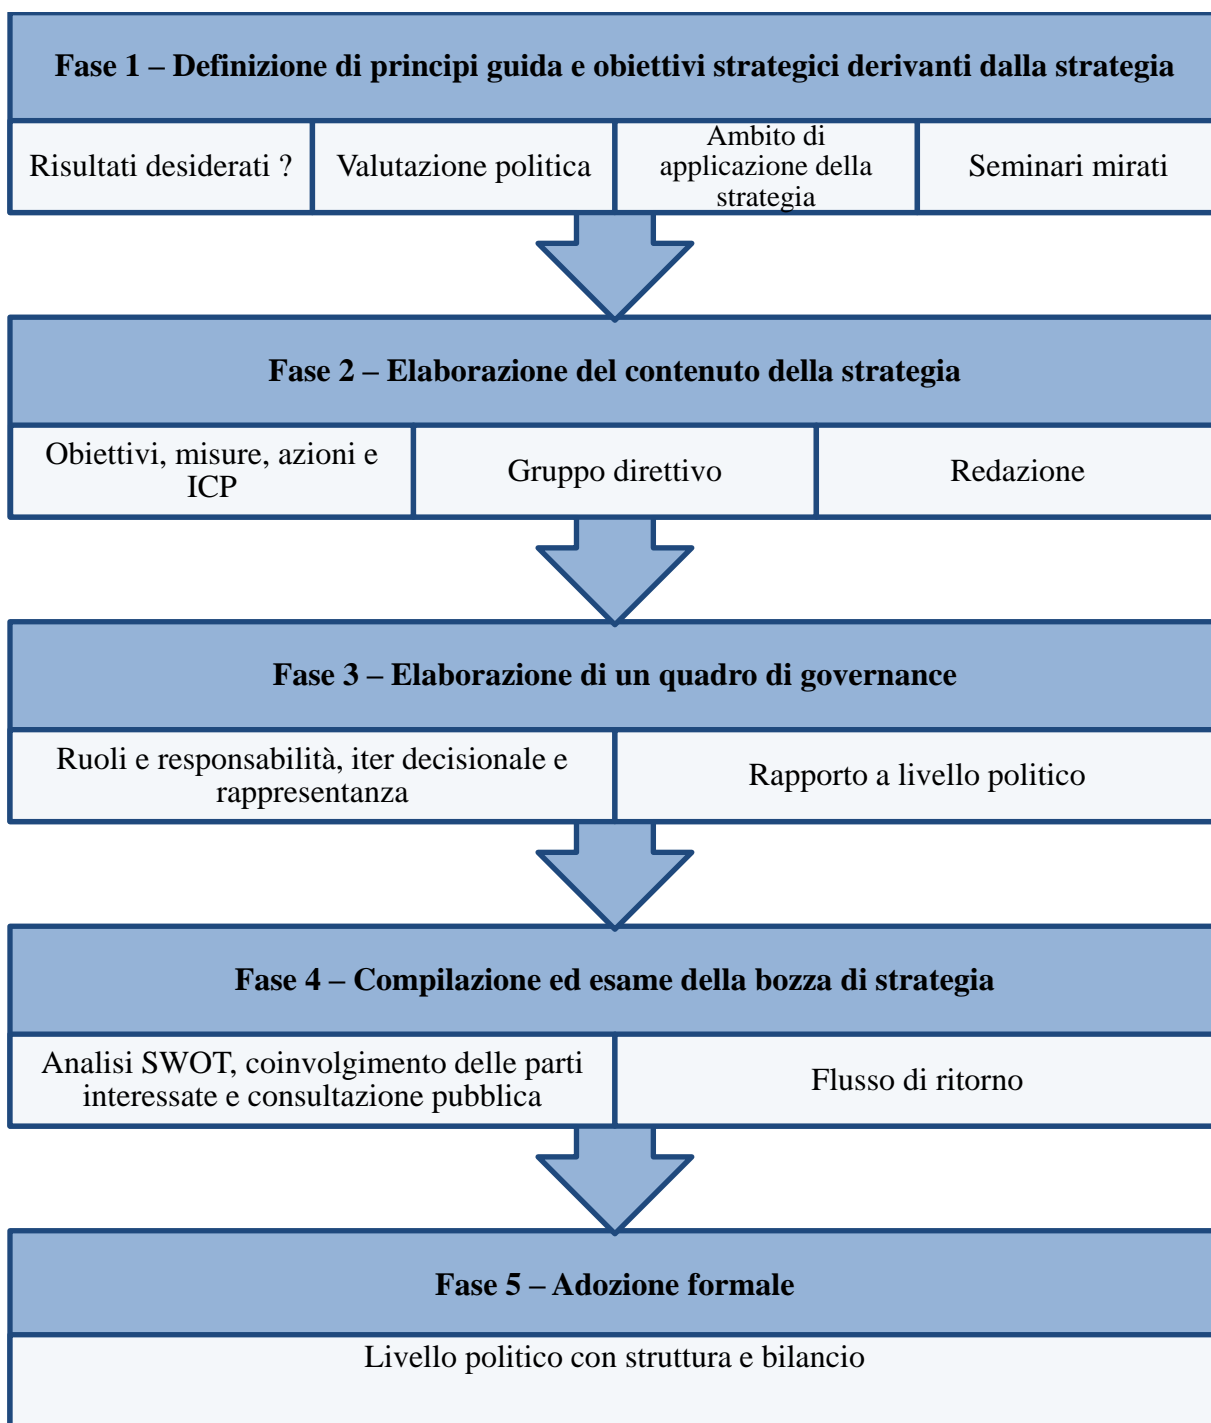 Fase 1 – Definizione di principi guida e obiettivi strategici derivanti dalla strategia
Risultati desiderati ?
Valutazione politica
Ambito di
applicazione della
strategia
Seminari mirati
Fase 2 – Elaborazione del contenuto della strategia
Obiettivi, misure, azioni e
ICP
Gruppo direttivo
Redazione
Fase 3 – Elaborazione di un quadro di governance
Ruoli e responsabilità, iter decisionale e
rappresentanza
Rapporto a livello politico
Fase 4 – Compilazione ed esame della bozza di strategia
Analisi SWOT, coinvolgimento delle parti
interessate e consultazione pubblica
Flusso di ritorno
Fase 5 – Adozione formale
Livello politico con struttura e bilancio